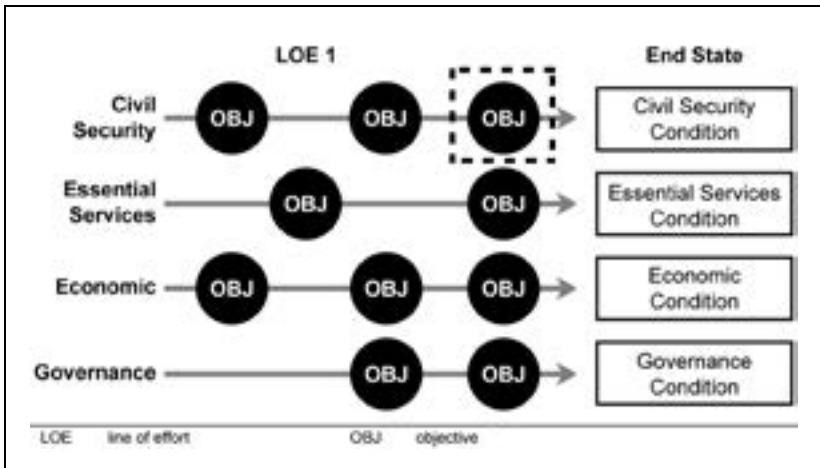 LOE 1 End State
Civil
Security
OBJ OBJ OBJ
Civil Security
Condition
Essential
Services
OBJ OBJ
Essential Services
Condition
Economic
OBJ OBJ OBJ
Economic
Condition
Governance
OBJ OBJ
Governance
Condition
LOE line of effort OBJ objective